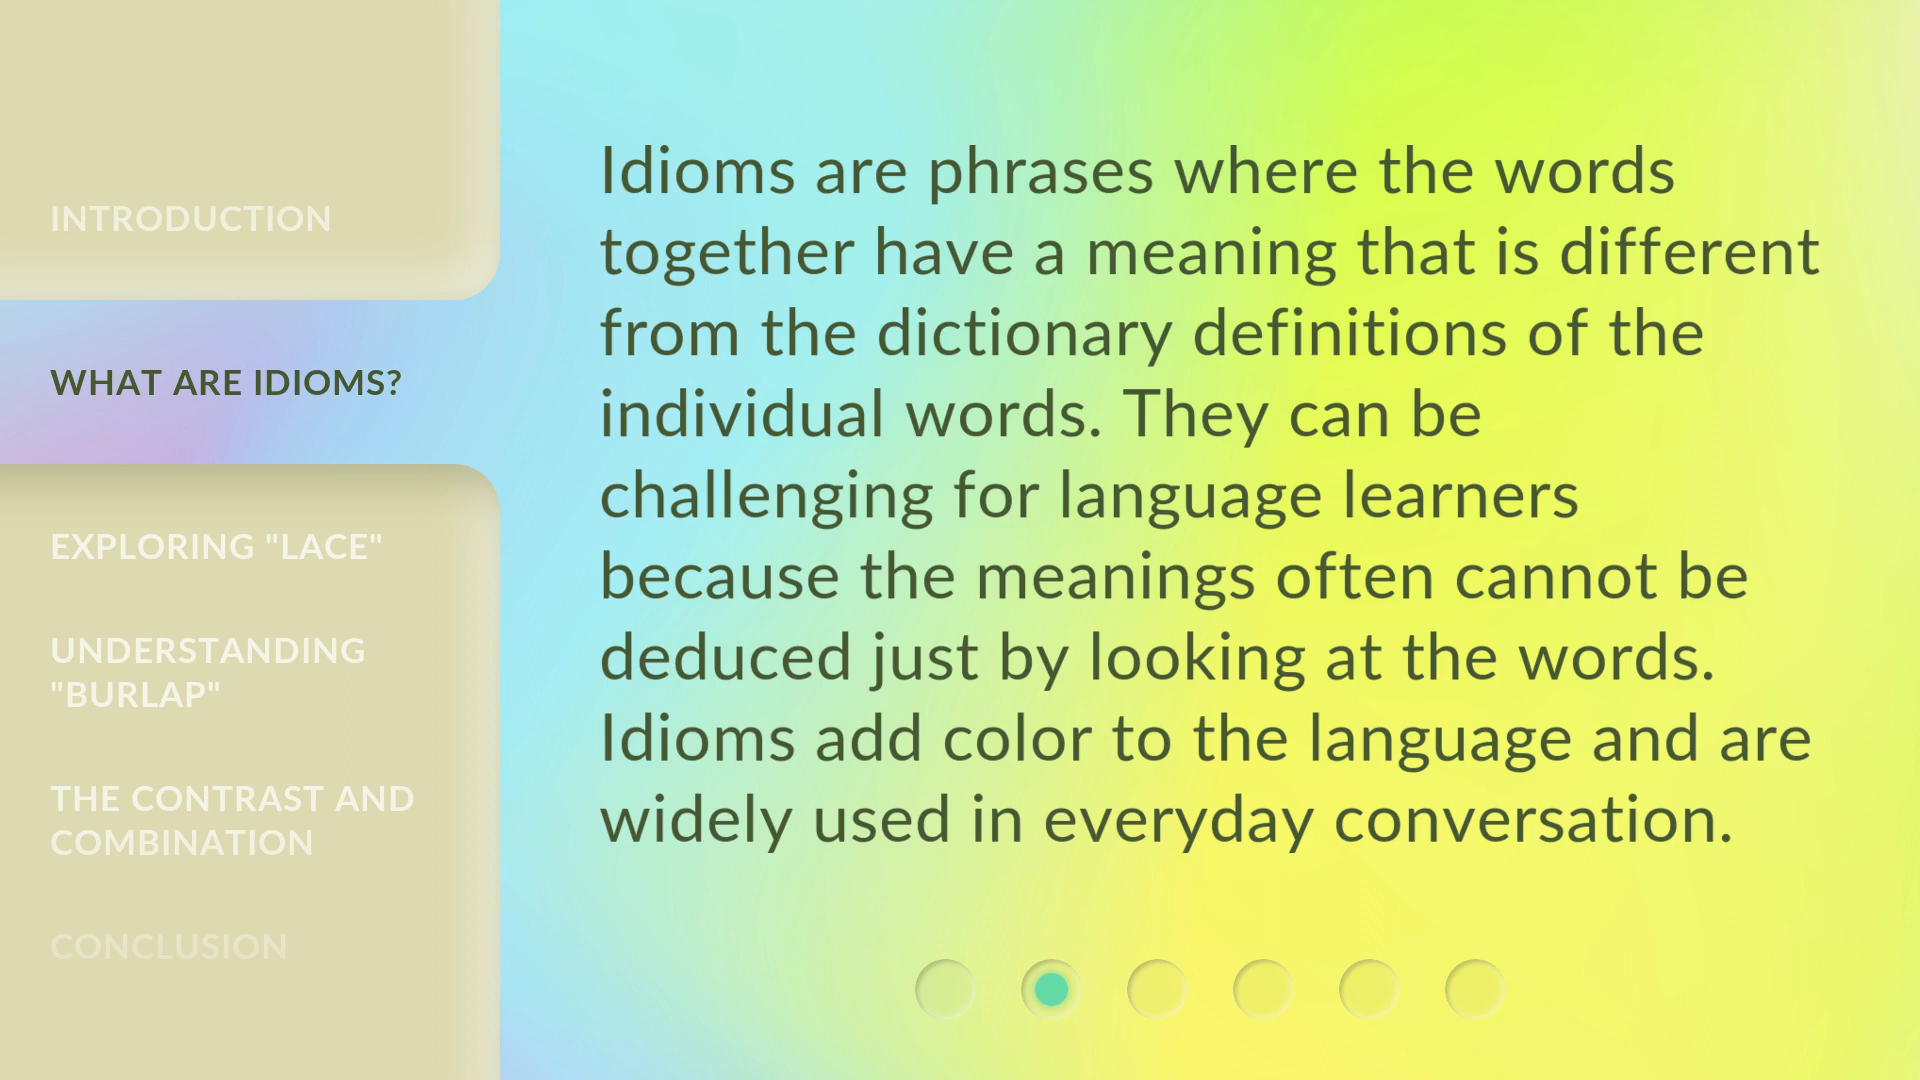 INTRODUCTION
WHAT ARE IDIOMS?
EXPLORING "LACE"
UNDERSTANDING
"BURLAP"
THE CONTRAST AND
COMBINATION
CONCLUSION
Idioms are phrases where the words
together have a meaning that is different
from the dictionary definitions of the
individual words. They can be
challenging for language learners
because the meanings often cannot be
deduced just by looking at the words.
Idioms add color to the language and are
widely used in everyday conversation.